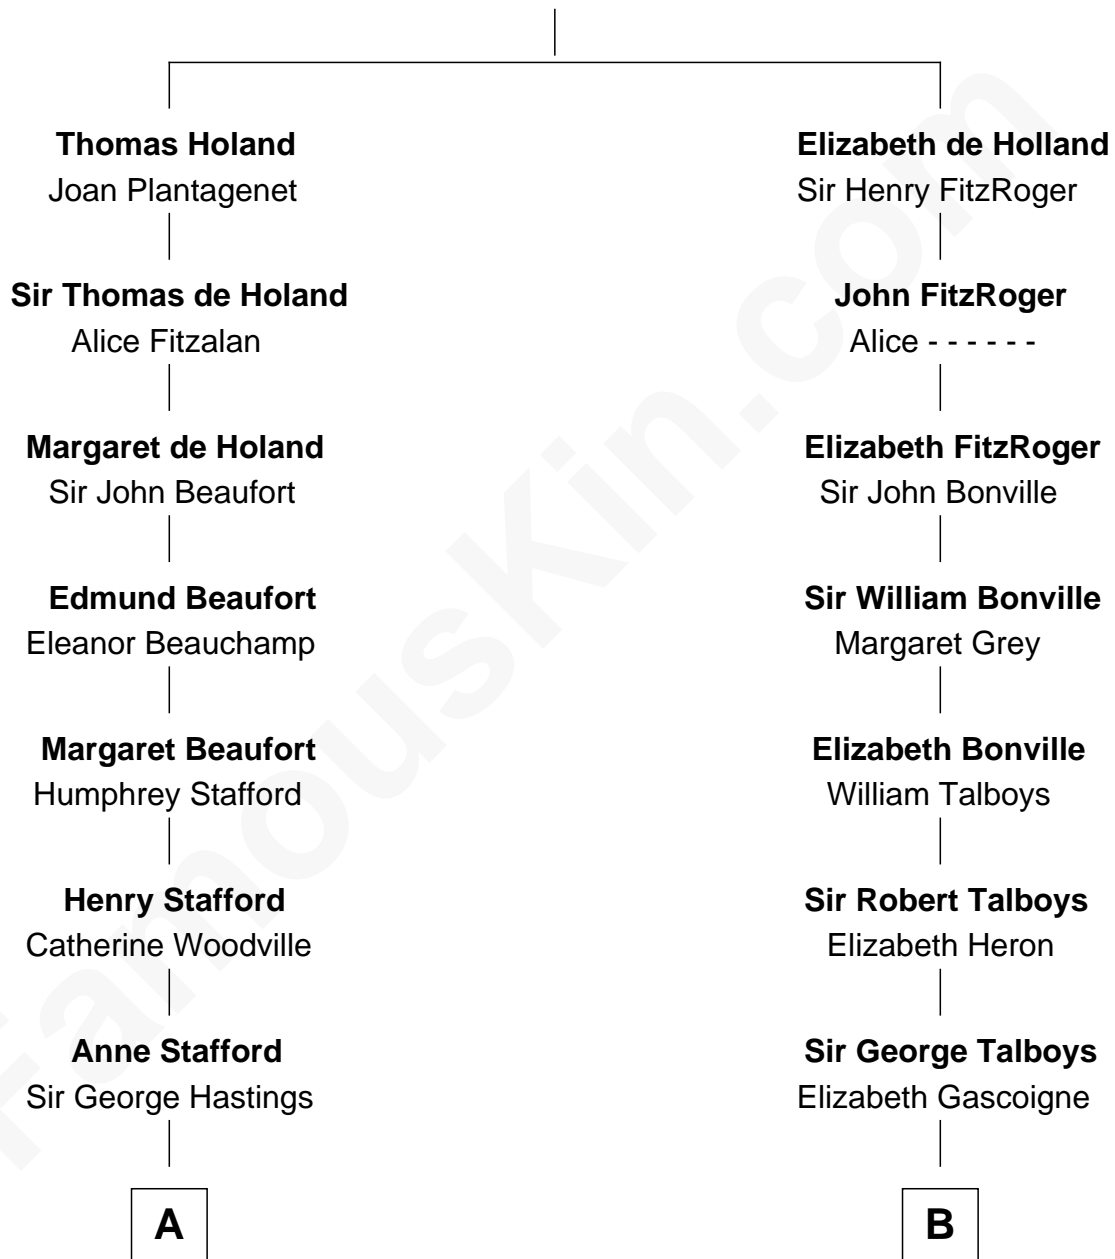 Thomas Holand
Joan Plantagenet
Elizabeth de Holland
Sir Henry FitzRoger
Sir Thomas de Holand
Alice Fitzalan
John FitzRoger
Alice - - - - - -
Margaret de Holand
Sir John Beaufort
Elizabeth FitzRoger
Sir John Bonville
Edmund Beaufort
Eleanor Beauchamp
Sir William Bonville
Margaret Grey
Margaret Beaufort
Humphrey Stafford
Elizabeth Bonville
William Talboys
Henry Stafford
Catherine Woodville
Sir Robert Talboys
Elizabeth Heron
Anne Stafford
Sir George Hastings
Sir George Talboys
Elizabeth Gascoigne
A
B
FamousKin.com